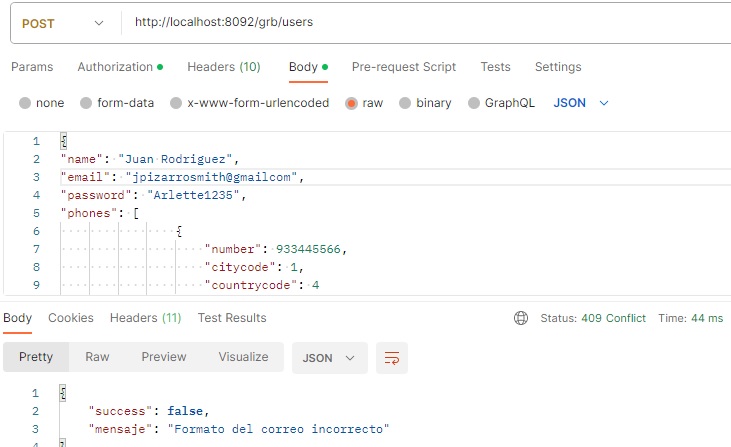 POST http://localhost:8092/grb/users
Params Authorization Headers (10) Body Pre-request Script Tests Settings
none form-data x-www-form-urlencoded raw binary GraphQL JSON
1 {
2 "name": "Juan Rodriguez",
3 "email": "jpizarrosmith@gmailcom",
4 "password": "Arlette1235",
5 "phones": [
6 {
7 "number": 933445566,
8 "citycode": 1,
9 "countrycode": 4
Body Cookies Headers (11) Test Results Status: 409 Conflict Time: 44 ms
Pretty Raw Preview Visualize JSON
1 {
2 "success": false,
3 "mensaje": "Formato del correo incorrecto"
4 }